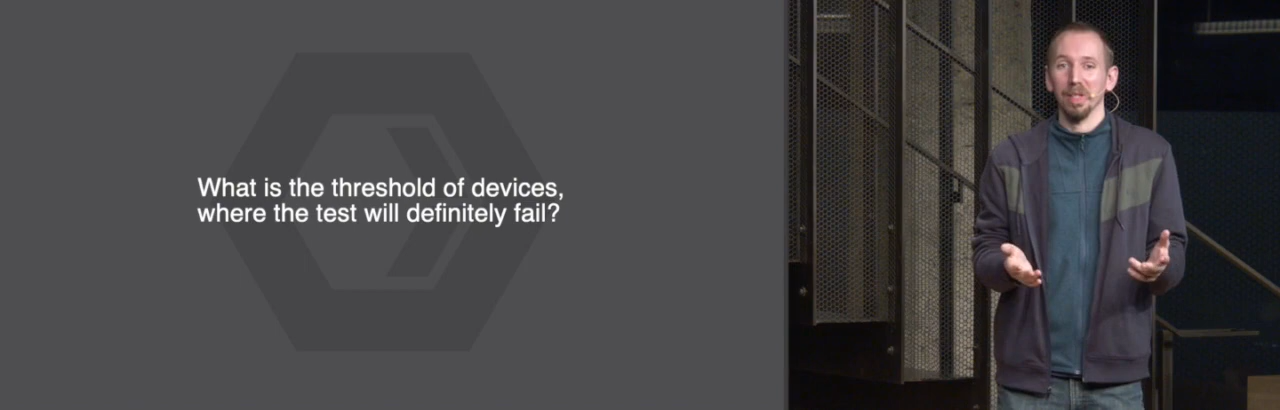 What is the threshold of devices,
where the test will definitely fail?